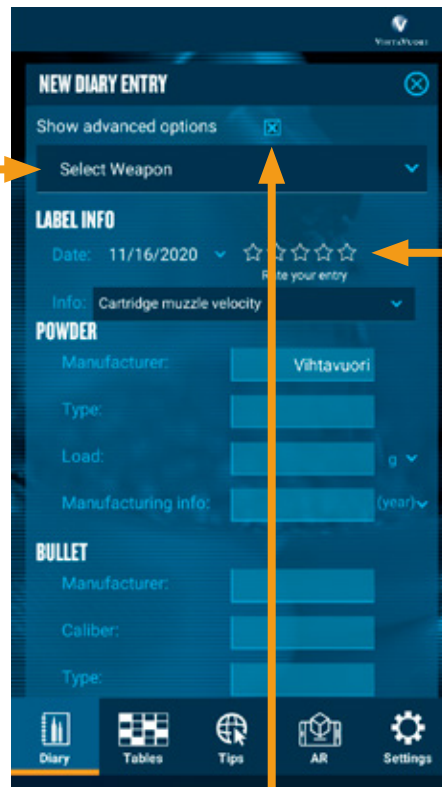 VIHTAVUORI
NEW DIARY ENTRY
Show advanced options
Select Weapon
LABEL INFO
Date: 11/16/2020
Rate your entry
Info: Cartridge muzzle velocity
POWDER
Manufacturer: Vihtavuori
Type:
Load: g
Manufacturing info: (year)
BULLET
Manufacturer:
Caliber:
Type:
Diary Tables Tips AR Settings